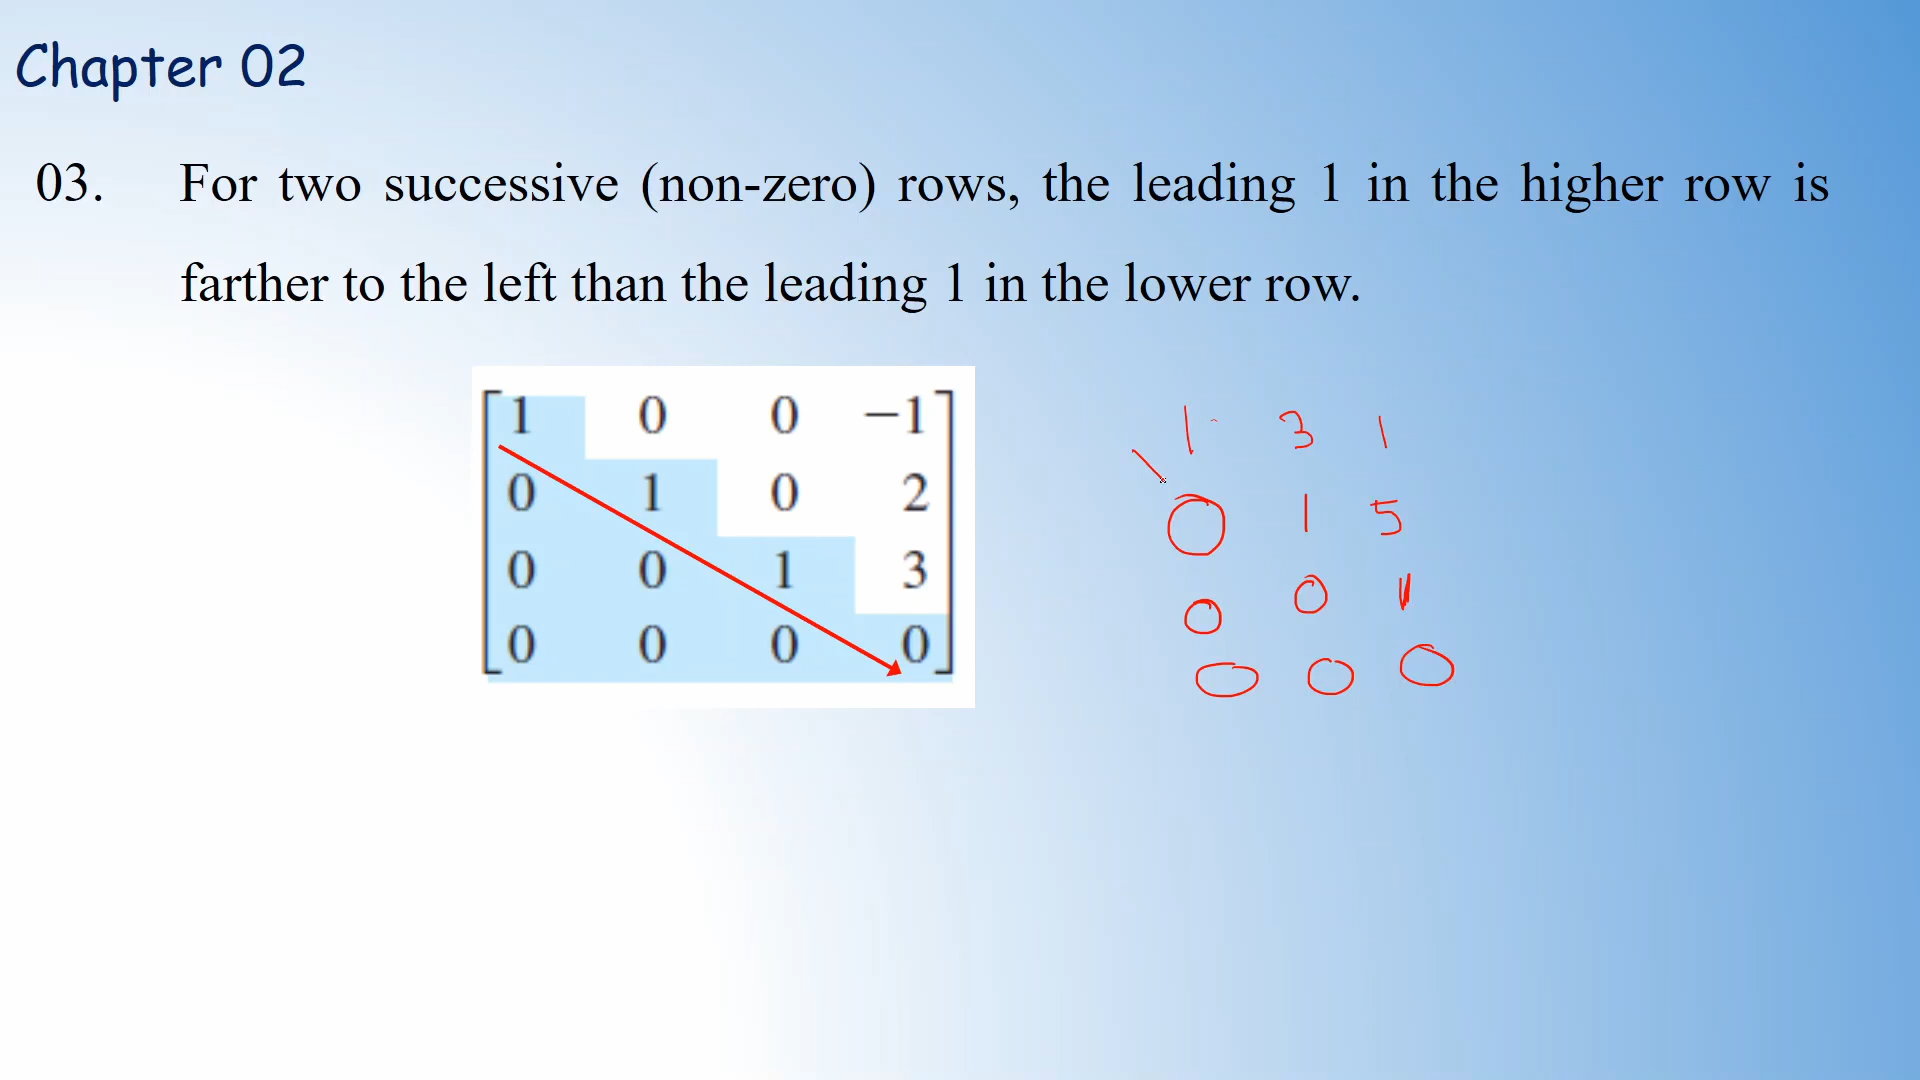 Chapter 02
03. For two successive (non-zero) rows, the leading 1 in the higher row is
farther to the left than the leading 1 in the lower row.
1 0 0 −1
0 1 0 2
0 0 1 3
0 0 0 0
1 3 1
0 1 5
0 0 1
0 0 0